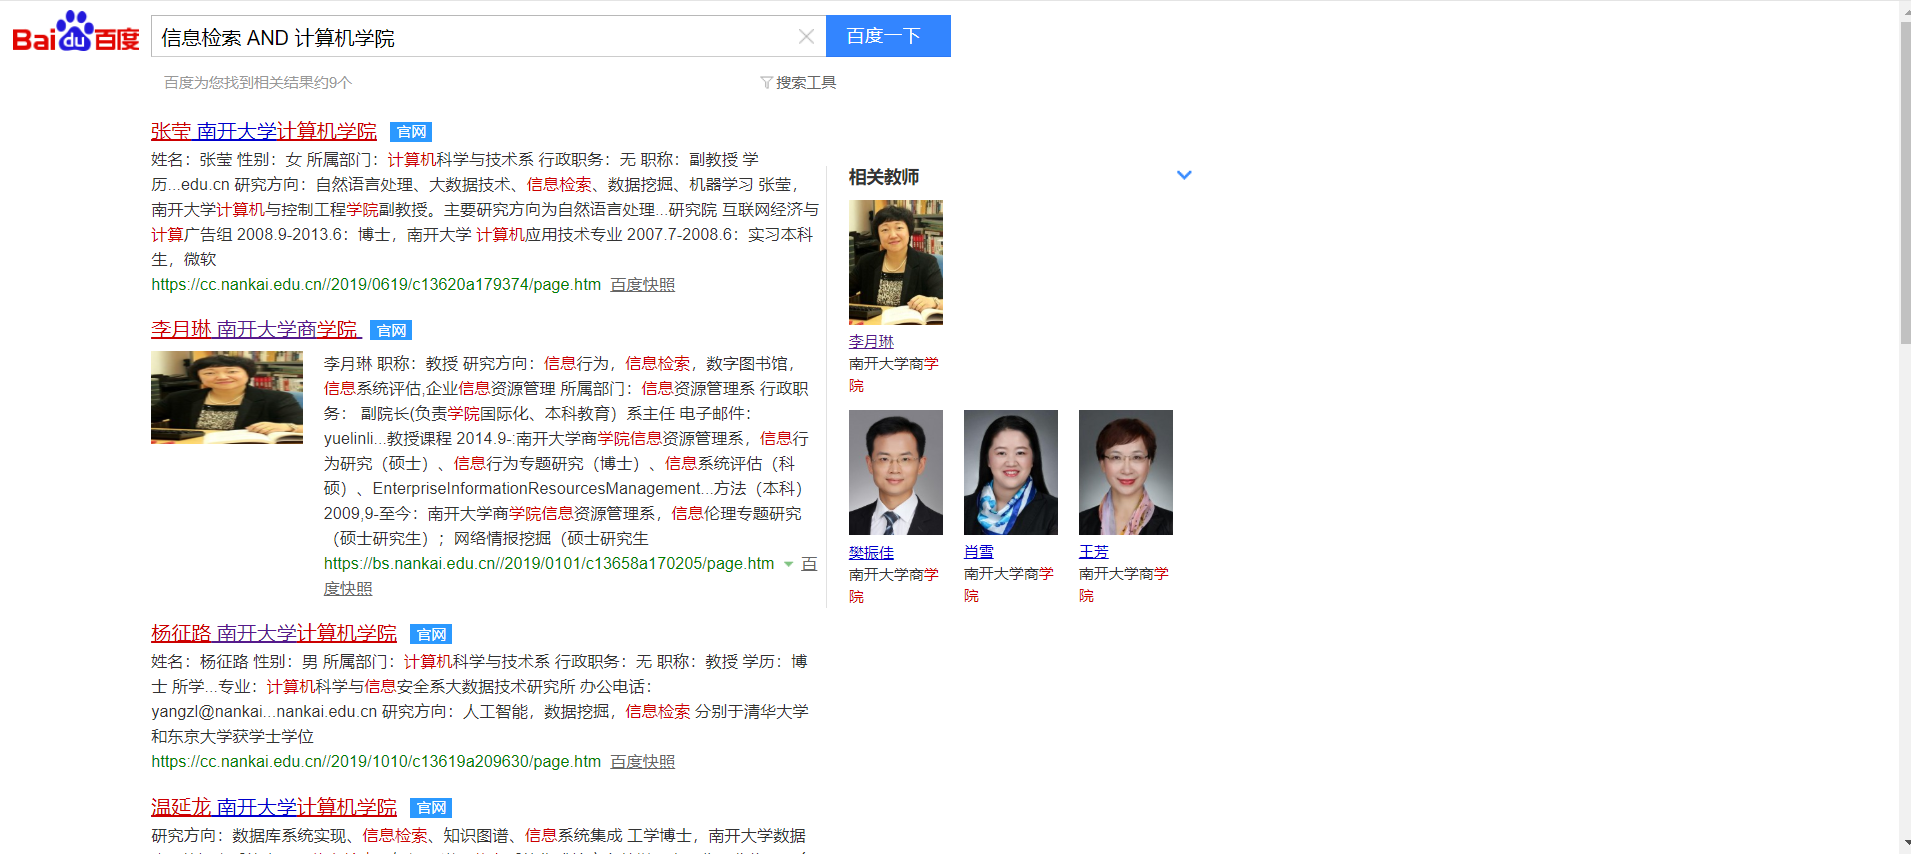 Bai du 百度
信息检索 AND 计算机学院
百度一下
百度为您找到相关结果约9个
搜索工具
张莹 南开大学计算机学院 官网
姓名：张莹 性别：女 所属部门：计算机科学与技术系 行政职务：无 职称：副教授 学
历...edu.cn 研究方向：自然语言处理、大数据技术、信息检索、数据挖掘、机器学习 张莹，
南开大学计算机与控制工程学院副教授。主要研究方向为自然语言处理...研究院 互联网经济与
计算广告组 2008.9-2013.6：博士，南开大学 计算机应用技术专业 2007.7-2008.6：实习本科
生，微软
https://cc.nankai.edu.cn//2019/0619/c13620a179374/page.htm 百度快照
李月琳 南开大学商学院 官网
李月琳 职称：教授 研究方向：信息行为，信息检索，数字图书馆，
信息系统评估,企业信息资源管理 所属部门：信息资源管理系 行政职
务： 副院长(负责学院国际化、本科教育）系主任 电子邮件：
yuelinli...教授课程 2014.9-:南开大学商学院信息资源管理系，信息行
为研究（硕士）、信息行为专题研究（博士）、信息系统评估（科
硕）、EnterpriseInformationResourcesManagement...方法（本科）
2009,9-至今：南开大学商学院信息资源管理系，信息伦理专题研究
（硕士研究生）；网络情报挖掘（硕士研究生
https://bs.nankai.edu.cn//2019/0101/c13658a170205/page.htm 百
度快照
杨征路 南开大学计算机学院 官网
姓名：杨征路 性别：男 所属部门：计算机科学与技术系 行政职务：无 职称：教授 学历：博
士 所学...专业：计算机科学与信息安全系大数据技术研究所 办公电话：
yangzl@nankai...nankai.edu.cn 研究方向：人工智能，数据挖掘，信息检索 分别于清华大学
和东京大学获学士学位
https://cc.nankai.edu.cn//2019/1010/c13619a209630/page.htm 百度快照
温延龙 南开大学计算机学院 官网
研究方向：数据库系统实现、信息检索、知识图谱、信息系统集成 工学博士，南开大学数据
相关教师
李月琳
南开大学商学
院
樊振佳
南开大学商学
院
肖雪
南开大学商学
院
王芳
南开大学商学
院